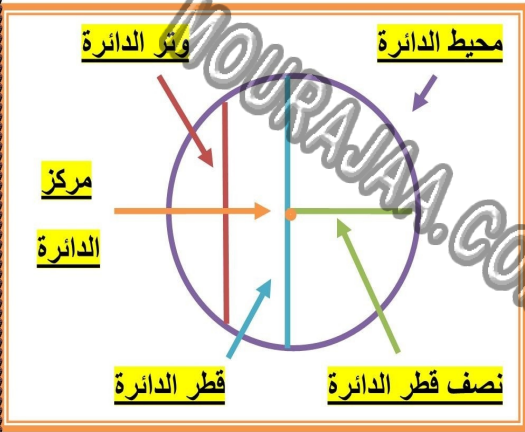 محيط الدائرة
وتر الدائرة
مركز
الدائرة
نصف قطر الدائرة
قطر الدائرة
MOURAJAA.COM